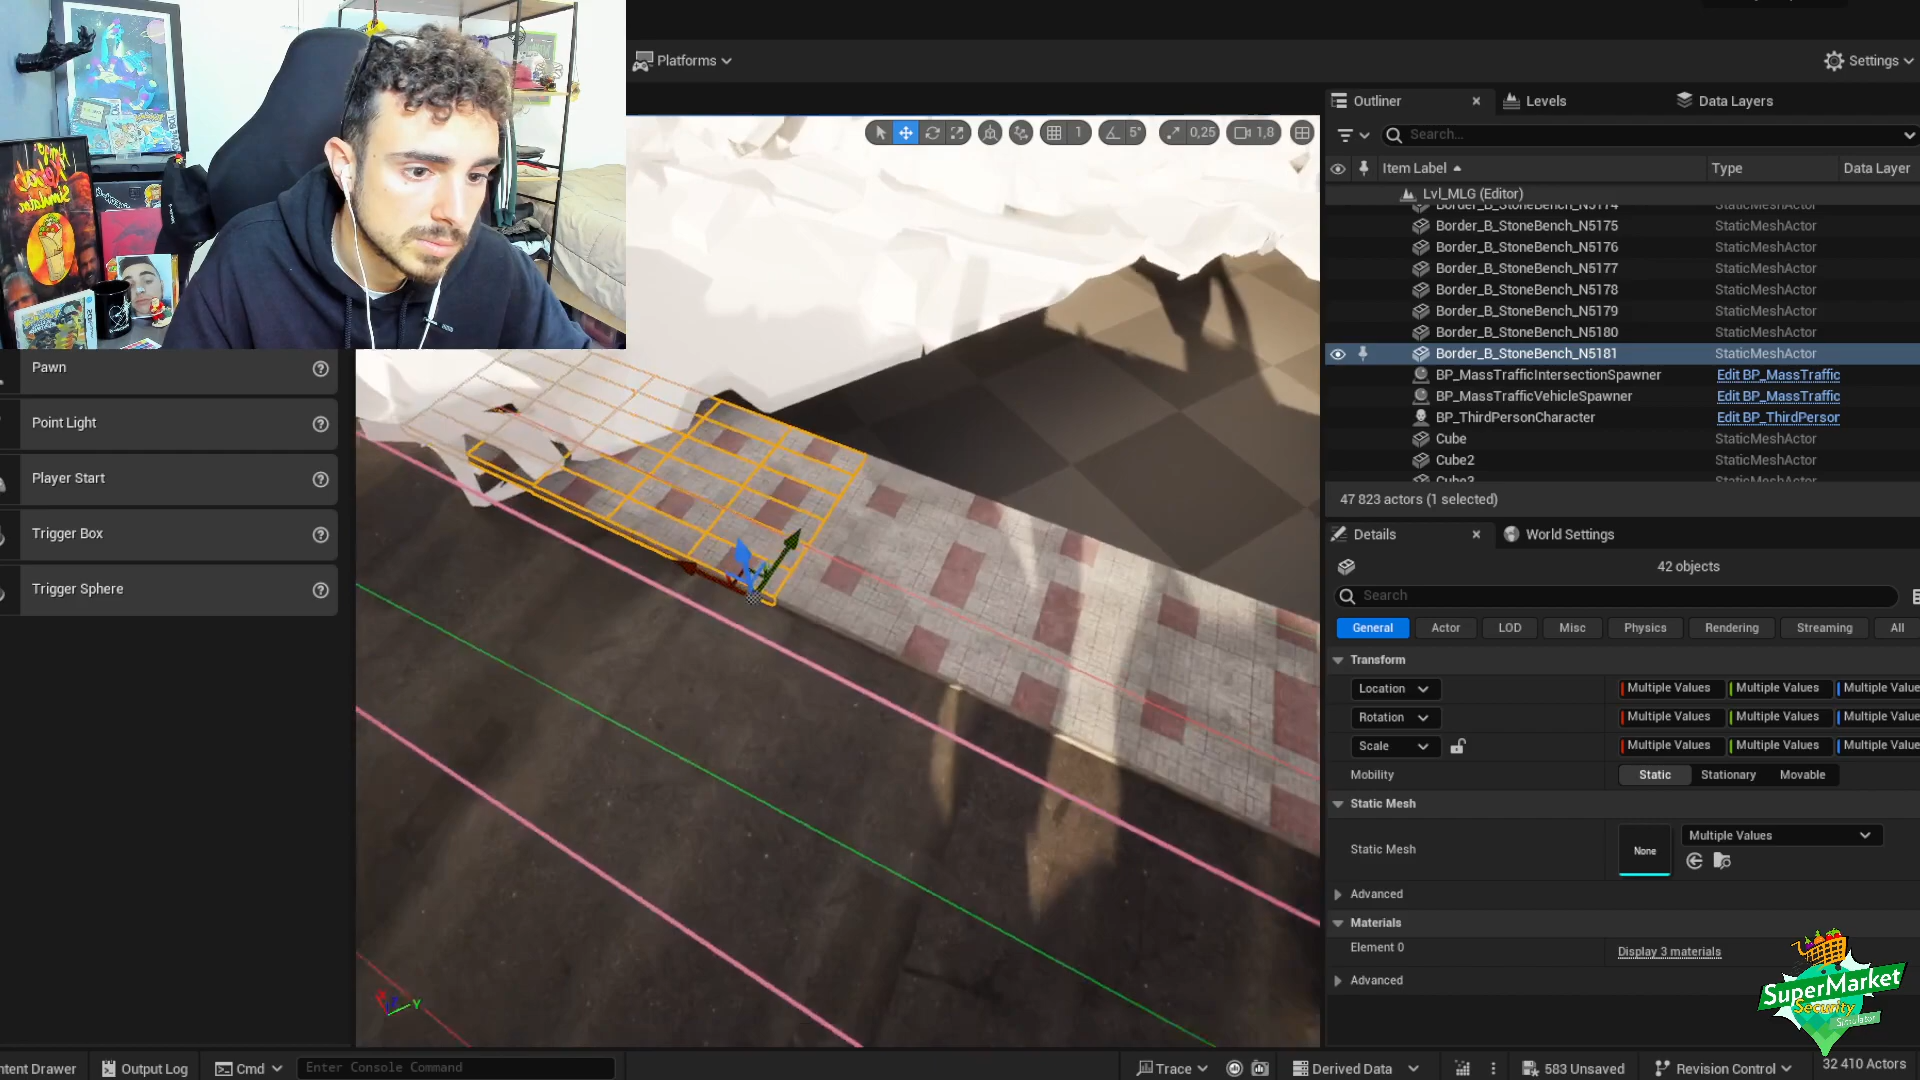 Platforms
Settings
1
5°
0,25
1,8
Outliner
Levels
Data Layers
Search...
Item Label
Type
Data Layer
Lvl_MLG (Editor)
Border_B_StoneBench_N5174
StaticMeshActor
Border_B_StoneBench_N5175
StaticMeshActor
Border_B_StoneBench_N5176
StaticMeshActor
Border_B_StoneBench_N5177
StaticMeshActor
Border_B_StoneBench_N5178
StaticMeshActor
Border_B_StoneBench_N5179
StaticMeshActor
Border_B_StoneBench_N5180
StaticMeshActor
Border_B_StoneBench_N5181
StaticMeshActor
BP_MassTrafficIntersectionSpawner
Edit BP_MassTraffic
BP_MassTrafficVehicleSpawner
Edit BP_MassTraffic
BP_ThirdPersonCharacter
Edit BP_ThirdPerson
Cube
StaticMeshActor
Cube2
StaticMeshActor
Cube3
47 823 actors (1 selected)
Details
World Settings
42 objects
Search
General
Actor
LOD
Misc
Physics
Rendering
Streaming
All
Transform
Location
Multiple Values
Multiple Values
Multiple Value
Rotation
Multiple Values
Multiple Values
Multiple Value
Scale
Multiple Values
Multiple Values
Multiple Value
Mobility
Static
Stationary
Movable
Static Mesh
Static Mesh
None
Multiple Values
Advanced
Materials
Element 0
Display 3 materials
Advanced
Pawn
Point Light
Player Start
Trigger Box
Trigger Sphere
Y
SuperMarket
Security
Simulator
ntent Drawer
Output Log
Cmd
Enter Console Command
Trace
Derived Data
583 Unsaved
Revision Control
32 410 Actors